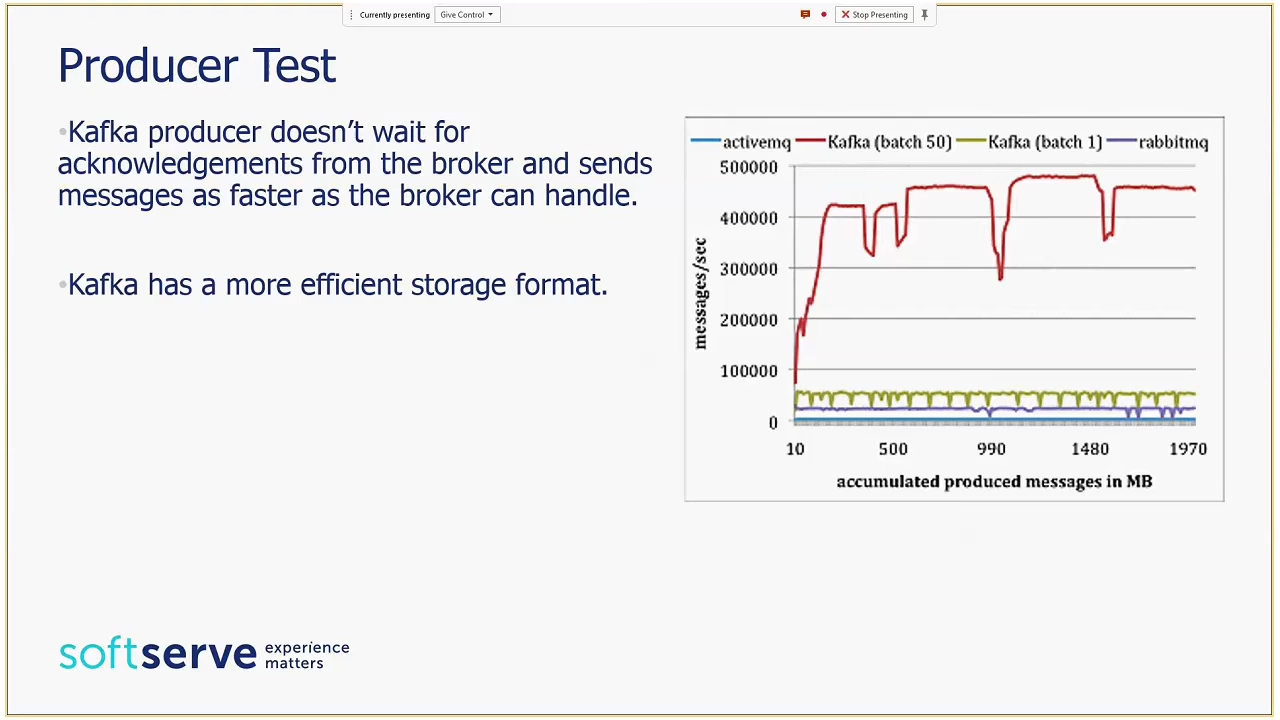 Currently presenting Give Control Stop Presenting
Producer Test
•Kafka producer doesn’t wait for
acknowledgements from the broker and sends
messages as faster as the broker can handle.
•Kafka has a more efficient storage format.
activemq Kafka (batch 50) Kafka (batch 1) rabbitmq
500000
400000
300000
200000
100000
0
messages/sec
10 500 990 1480 1970
accumulated produced messages in MB
softserve experience
matters